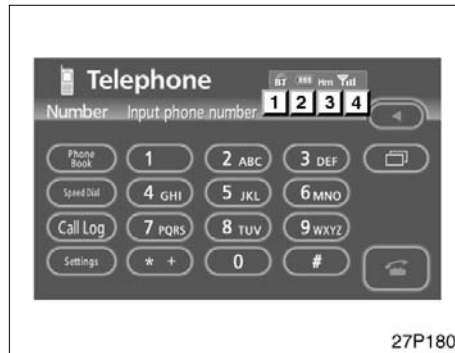 Telephone BT Hm
Number Input phone number 1 2 3 4
Phone Book 1 2 ABC 3 DEF
Speed Dial 4 GHI 5 JKL 6 MNO
Call Log 7 PQRS 8 TUV 9 WXYZ
Settings * + 0 #
27P180